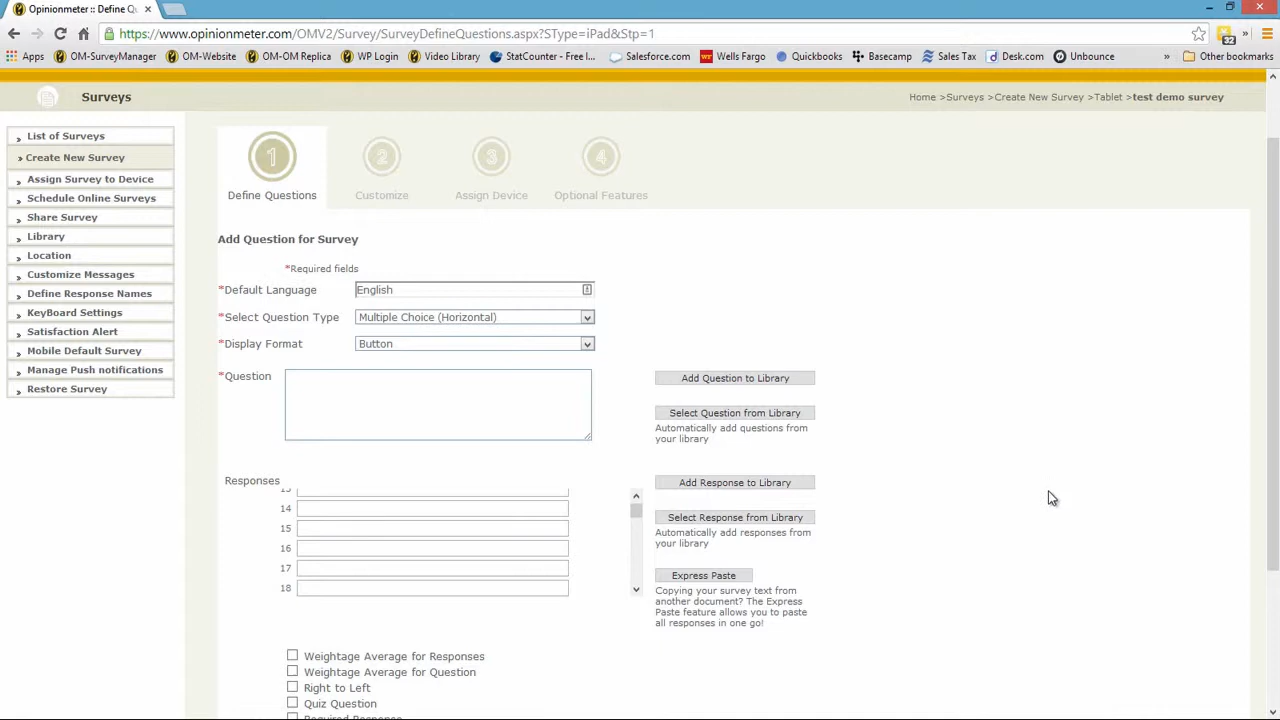 Opinionmeter :: Define Q
https://www.opinionmeter.com/OMV2/Survey/SurveyDefineQuestions.aspx?SType=iPad&Stp=1
Apps OM-SurveyManager OM-Website OM-OM Replica WP Login Video Library StatCounter - Free I... Salesforce.com Wells Fargo Quickbooks Basecamp Sales Tax Desk.com Unbounce » Other bookmarks
Surveys
Home >Surveys >Create New Survey >Tablet >test demo survey
List of Surveys
Create New Survey
Assign Survey to Device
Schedule Online Surveys
Share Survey
Library
Location
Customize Messages
Define Response Names
KeyBoard Settings
Satisfaction Alert
Mobile Default Survey
Manage Push notifications
Restore Survey
1 2 3 4
Define Questions Customize Assign Device Optional Features
Add Question for Survey
*Required fields
*Default Language English
*Select Question Type Multiple Choice (Horizontal)
*Display Format Button
*Question
Add Question to Library
Select Question from Library
Automatically add questions from
your library
Responses
13
14
15
16
17
18
Add Response to Library
Select Response from Library
Automatically add responses from
your library
Express Paste
Copying your survey text from
another document? The Express
Paste feature allows you to paste
all responses in one go!
Weightage Average for Responses
Weightage Average for Question
Right to Left
Quiz Question
Required Response